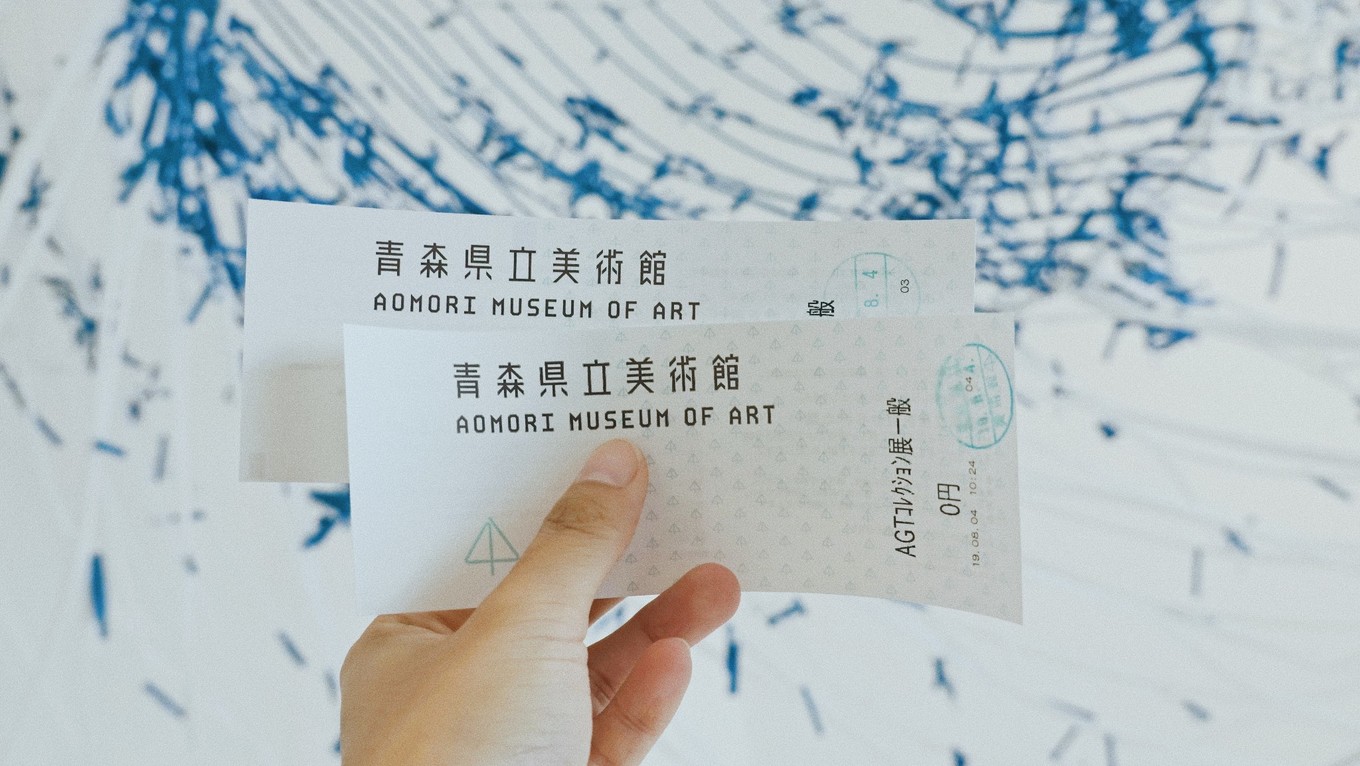 青森県立美術館
AOMORI MUSEUM OF ART
般
8. 4
03
青森県立美術館
AOMORI MUSEUM OF ART
AGTコレクション展一般
0円
19.08.04 10:24
04